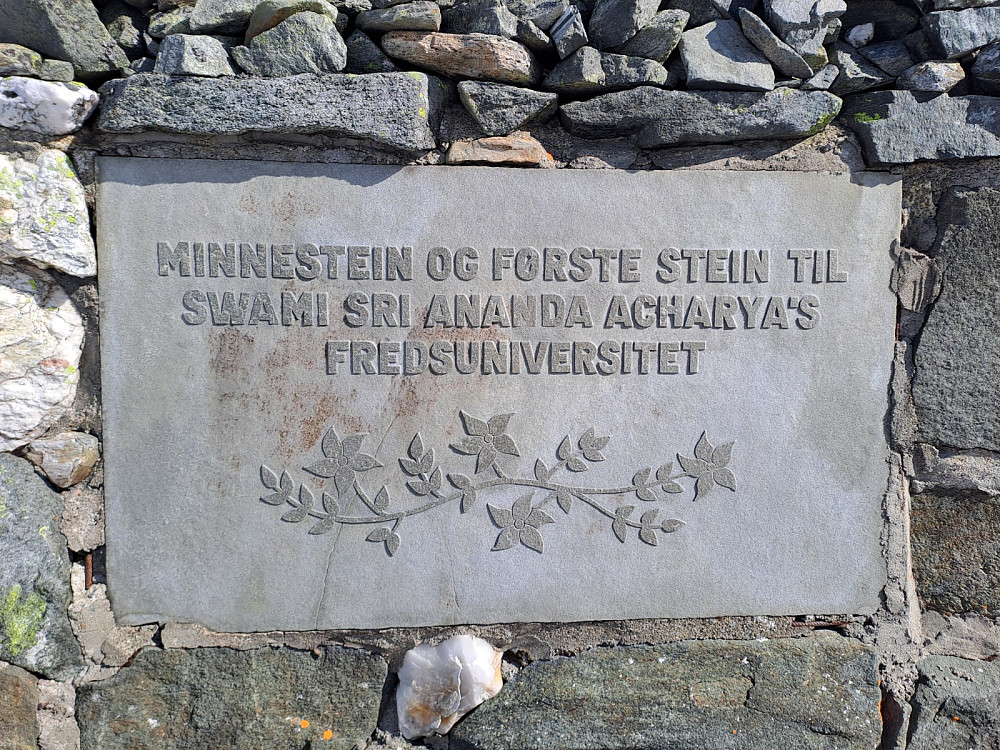 MINNESTEIN OG FØRSTE STEIN TIL
SWAMI SRI ANANDA ACHARYA'S
FREDSUNIVERSITET